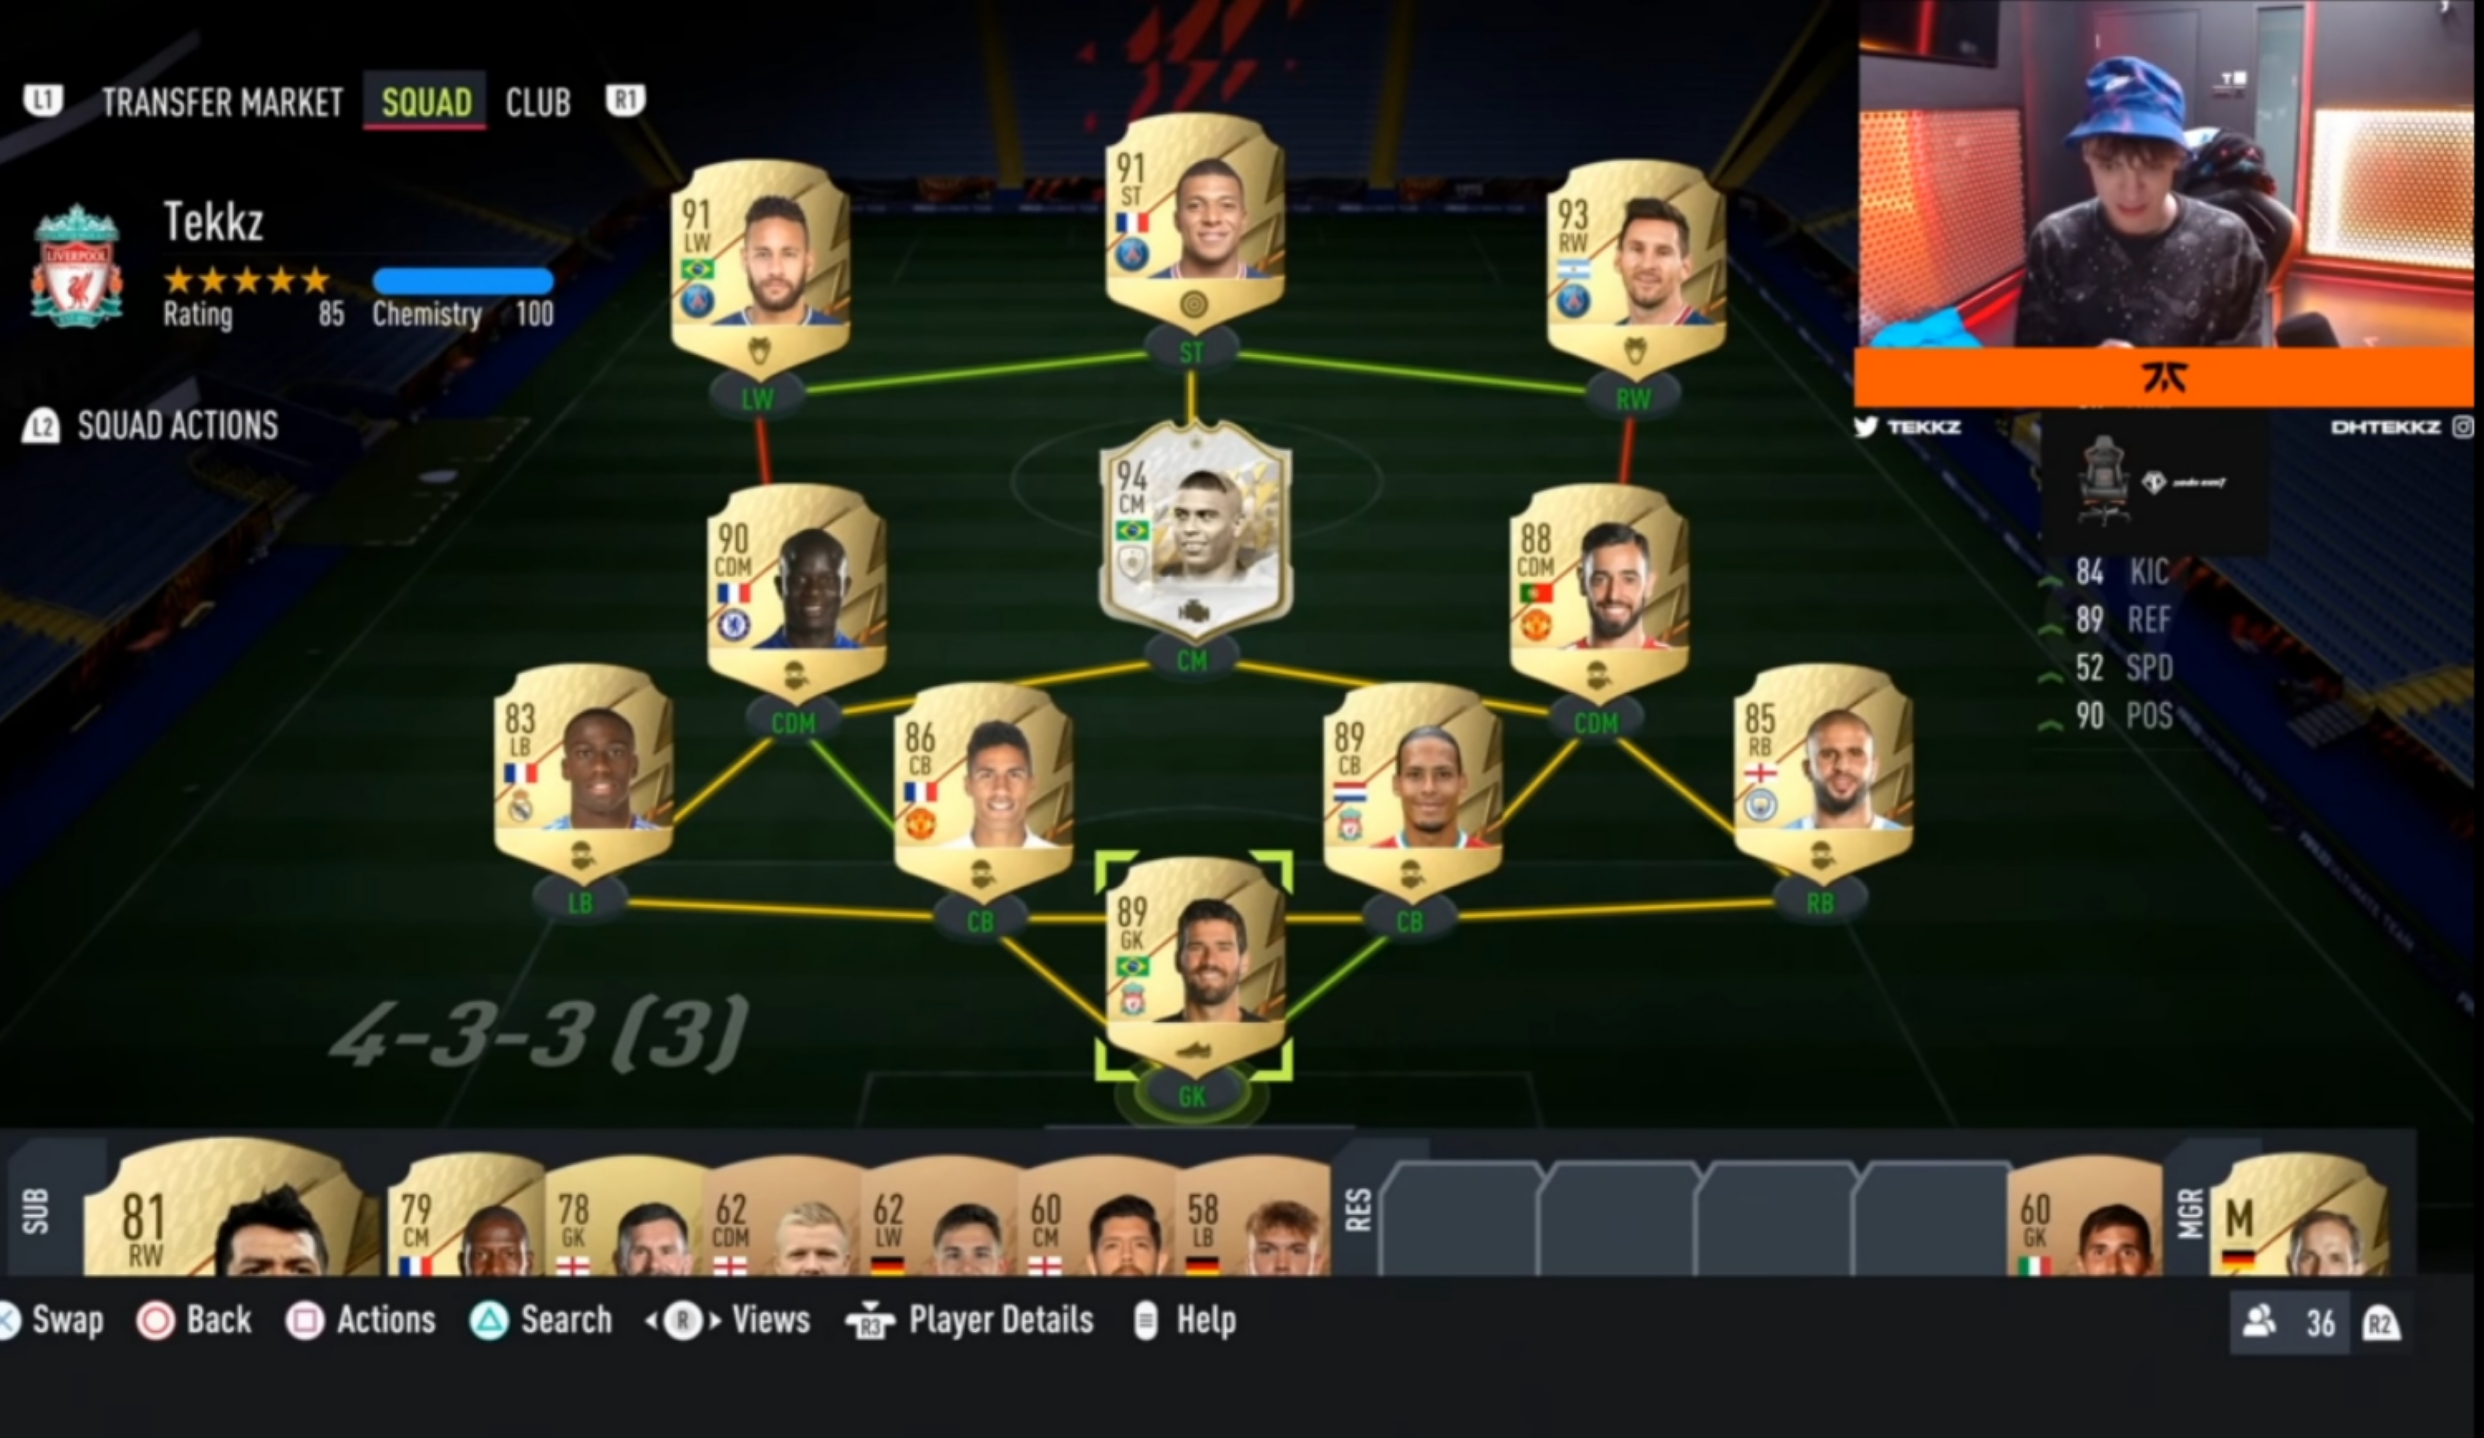 L1 TRANSFER MARKET SQUAD CLUB R1
LIVERPOOL
Tekkz
Rating 85 Chemistry 100
L2 SQUAD ACTIONS
91
LW
91
ST
93
RW
LW
ST
RW
TEKKZ
DHTEKKZ
90
CDM
94
CM
88
CDM
CDM
CM
CDM
84 KIC
89 REF
52 SPD
90 POS
83
LB
86
CB
89
CB
85
RB
LB
CB
CB
RB
89
GK
GK
4-3-3 (3)
SUB
81
RW
79
CM
78
GK
62
CDM
62
LW
60
CM
58
LB
RES
60
GK
MGR
M
Swap Back Actions Search R Views R3 Player Details Help
36 R2